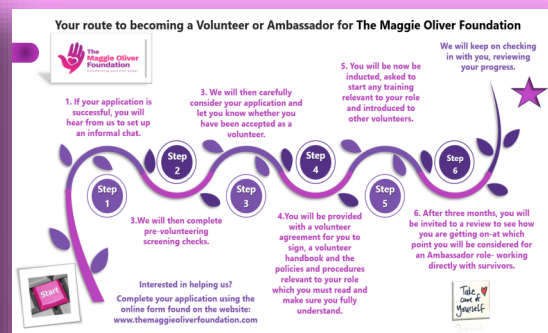 Your route to becoming a Volunteer or Ambassador for The Maggie Oliver Foundation
The
Maggie Oliver
Foundation
We will keep on checking
in with you, reviewing
your progress.
1. If your application is
successful, you will
hear from us to set up
an informal chat.
3. We will then carefully
consider your application and
let you know whether you
have been accepted as a
volunteer.
5. You will be now be
inducted, asked to
start any training
relevant to your role
and introduced to
other volunteers.
Step
1
Step
2
Step
3
Step
4
Step
5
Step
6
3.We will then complete
pre-volunteering
screening checks.
4.You will be provided
with a volunteer
agreement for you to
sign, a volunteer
handbook and the
policies and procedures
relevant to your role
which you must read and
make sure you fully
understand.
6. After three months, you will
be invited to a review to see how
you are getting on-at which
point you will be considered for
an Ambassador role- working
directly with survivors.
Start
Interested in helping us?
Complete your application using the
online form found on the website:
www.themaggieoliverfoundation.com
Take
care of
yourself